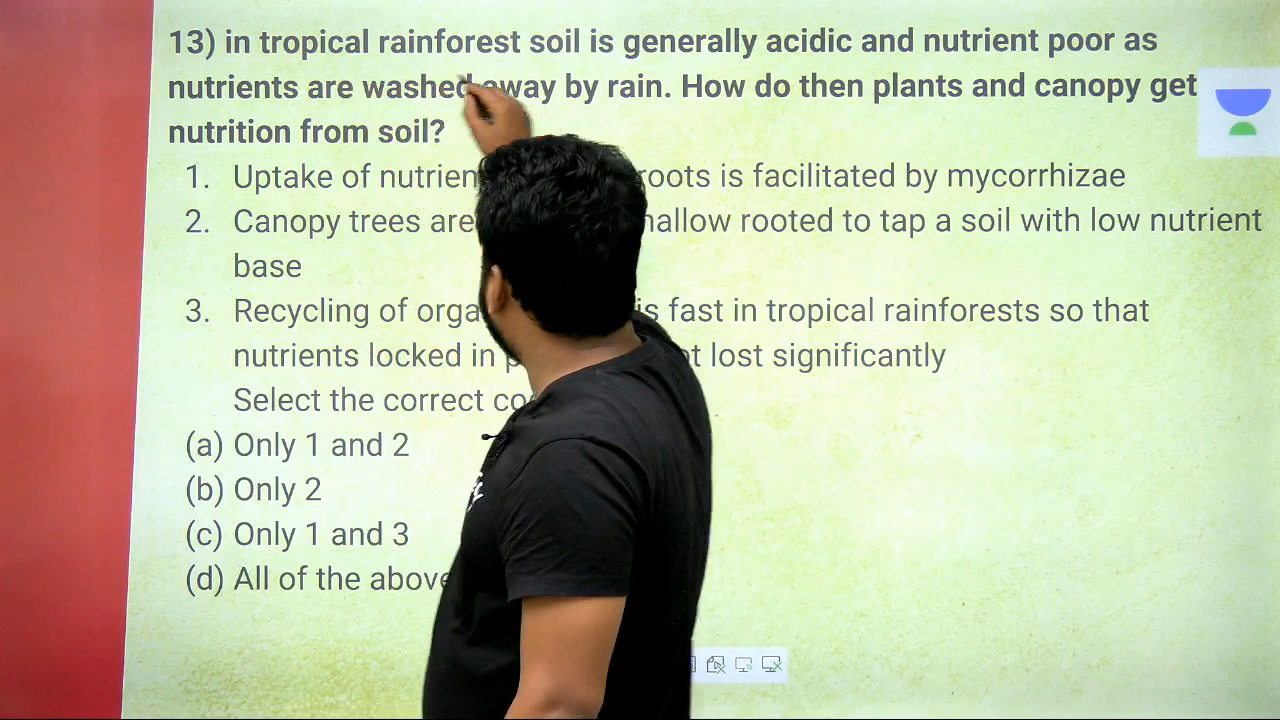 13) in tropical rainforest soil is generally acidic and nutrient poor as
nutrients are washed away by rain. How do then plants and canopy get
nutrition from soil?
1. Uptake of roots is facilitated by mycorrhizae
2. Canopy trees are rooted to tap a soil with low nutrient
base
3. Recycling of is fast in tropical rainforests so that
nutrients locked in lost significantly
Select the correct
(a) Only 1 and 2
(b) Only 2
(c) Only 1 and 3
(d) All of the above